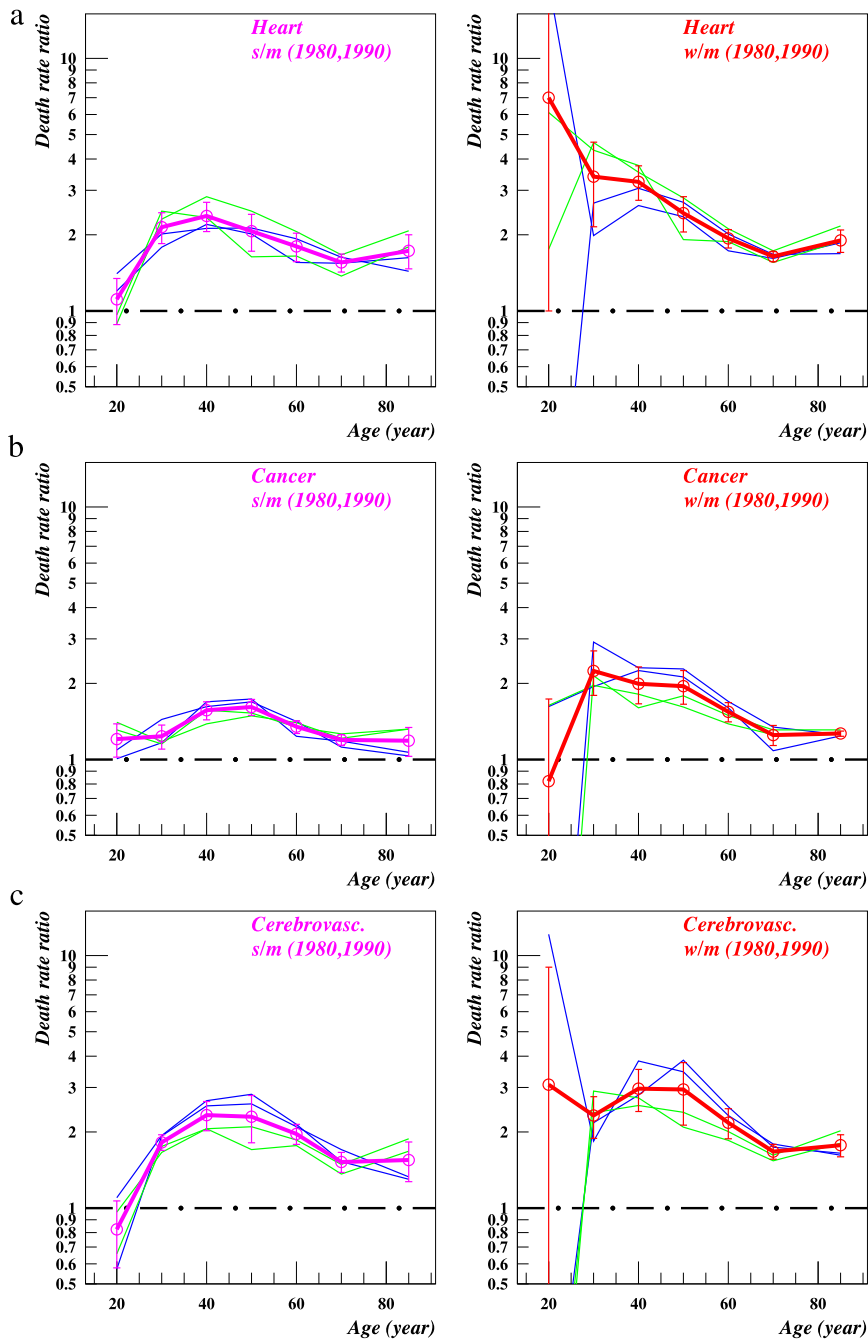 a
Heart
s/m (1980,1990)
Death rate ratio
10
9
8
7
6
5
4
3
2
1
0.9
0.8
0.7
0.6
0.5
20 40 60 80
Age (year)
Heart
w/m (1980,1990)
Death rate ratio
10
9
8
7
6
5
4
3
2
1
0.9
0.8
0.7
0.6
0.5
20 40 60 80
Age (year)
b
Cancer
s/m (1980,1990)
Death rate ratio
10
9
8
7
6
5
4
3
2
1
0.9
0.8
0.7
0.6
0.5
20 40 60 80
Age (year)
Cancer
w/m (1980,1990)
Death rate ratio
10
9
8
7
6
5
4
3
2
1
0.9
0.8
0.7
0.6
0.5
20 40 60 80
Age (year)
c
Cerebrovasc.
s/m (1980,1990)
Death rate ratio
10
9
8
7
6
5
4
3
2
1
0.9
0.8
0.7
0.6
0.5
20 40 60 80
Age (year)
Cerebrovasc.
w/m (1980,1990)
Death rate ratio
10
9
8
7
6
5
4
3
2
1
0.9
0.8
0.7
0.6
0.5
20 40 60 80
Age (year)